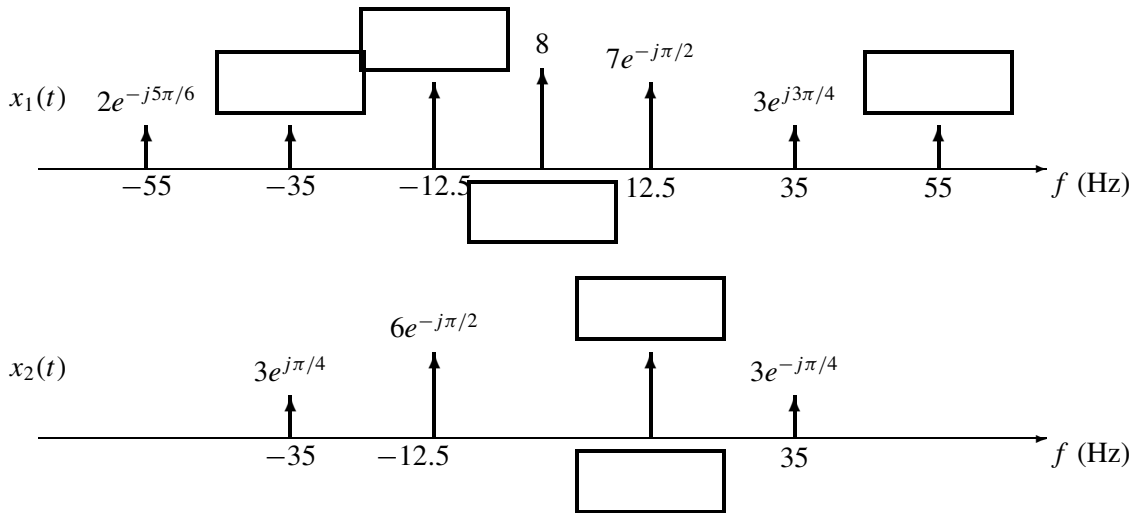 8
7e^{-jπ/2}
x₁(t) 2e^{-j5π/6} 3e^{j3π/4}
−55 −35 −12.5 12.5 35 55 f (Hz)
6e^{-jπ/2}
x₂(t) 3e^{jπ/4} 3e^{-jπ/4}
−35 −12.5 35 f (Hz)